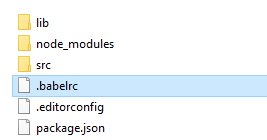 lib
node_modules
src
.babelrc
.editorconfig
package.json